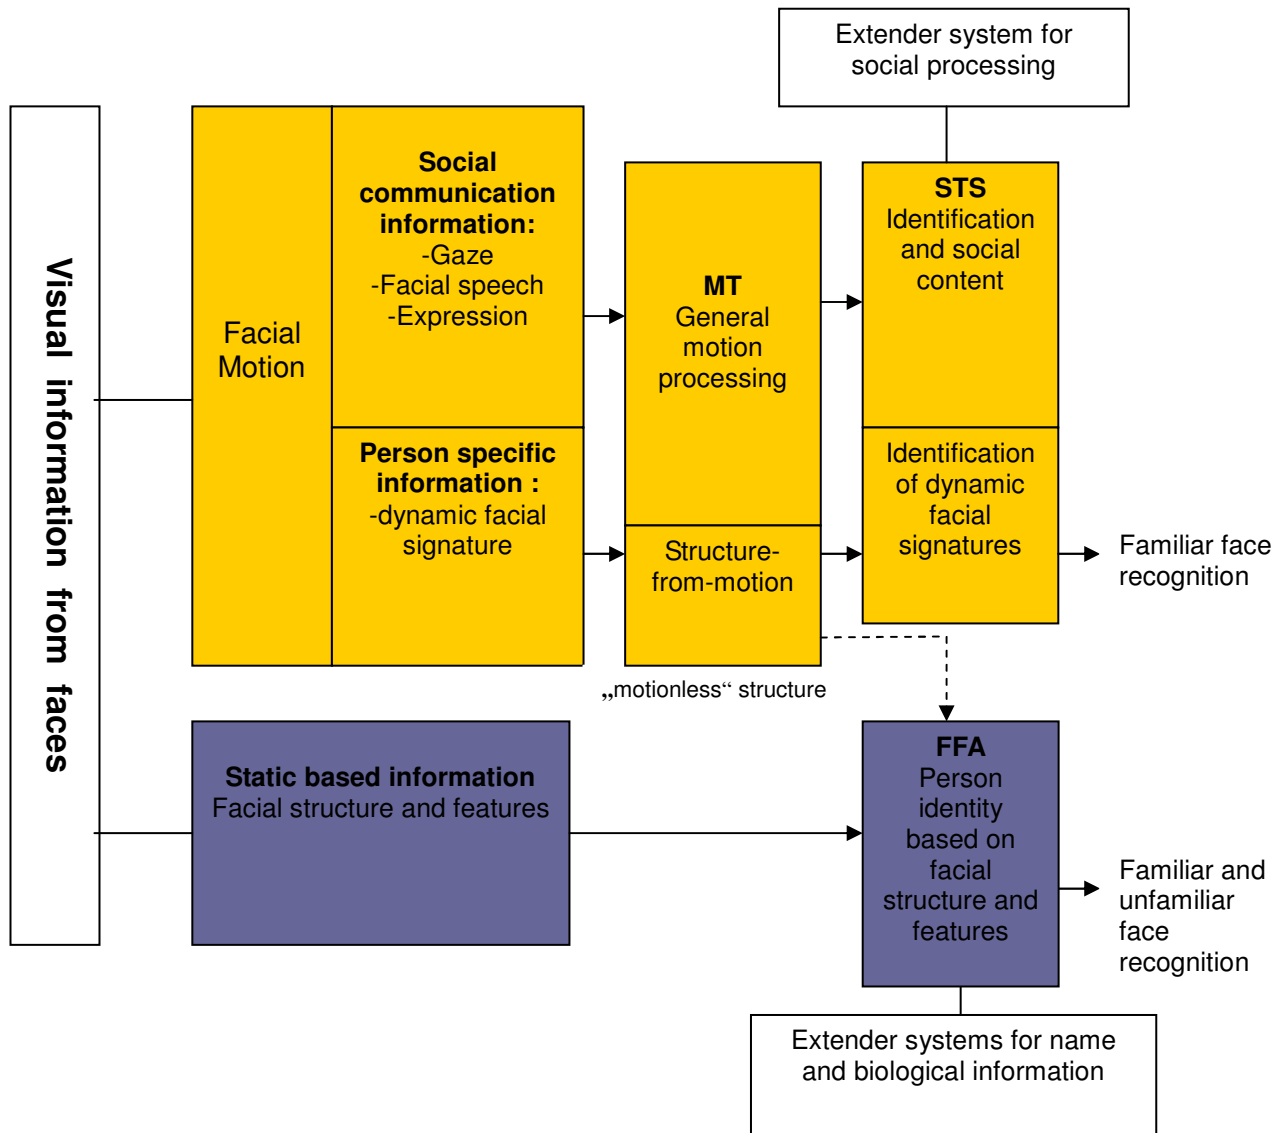 Extender system for
social processing
Visual information from faces
Facial
Motion
Social
communication
information:
-Gaze
-Facial speech
-Expression
Person specific
information :
-dynamic facial
signature
MT
General
motion
processing
Structure-
from-motion
STS
Identification
and social
content
Identification
of dynamic
facial
signatures
Familiar face
recognition
„motionless“ structure
Static based information
Facial structure and features
FFA
Person
identity
based on
facial
structure and
features
Familiar and
unfamiliar
face
recognition
Extender systems for name
and biological information